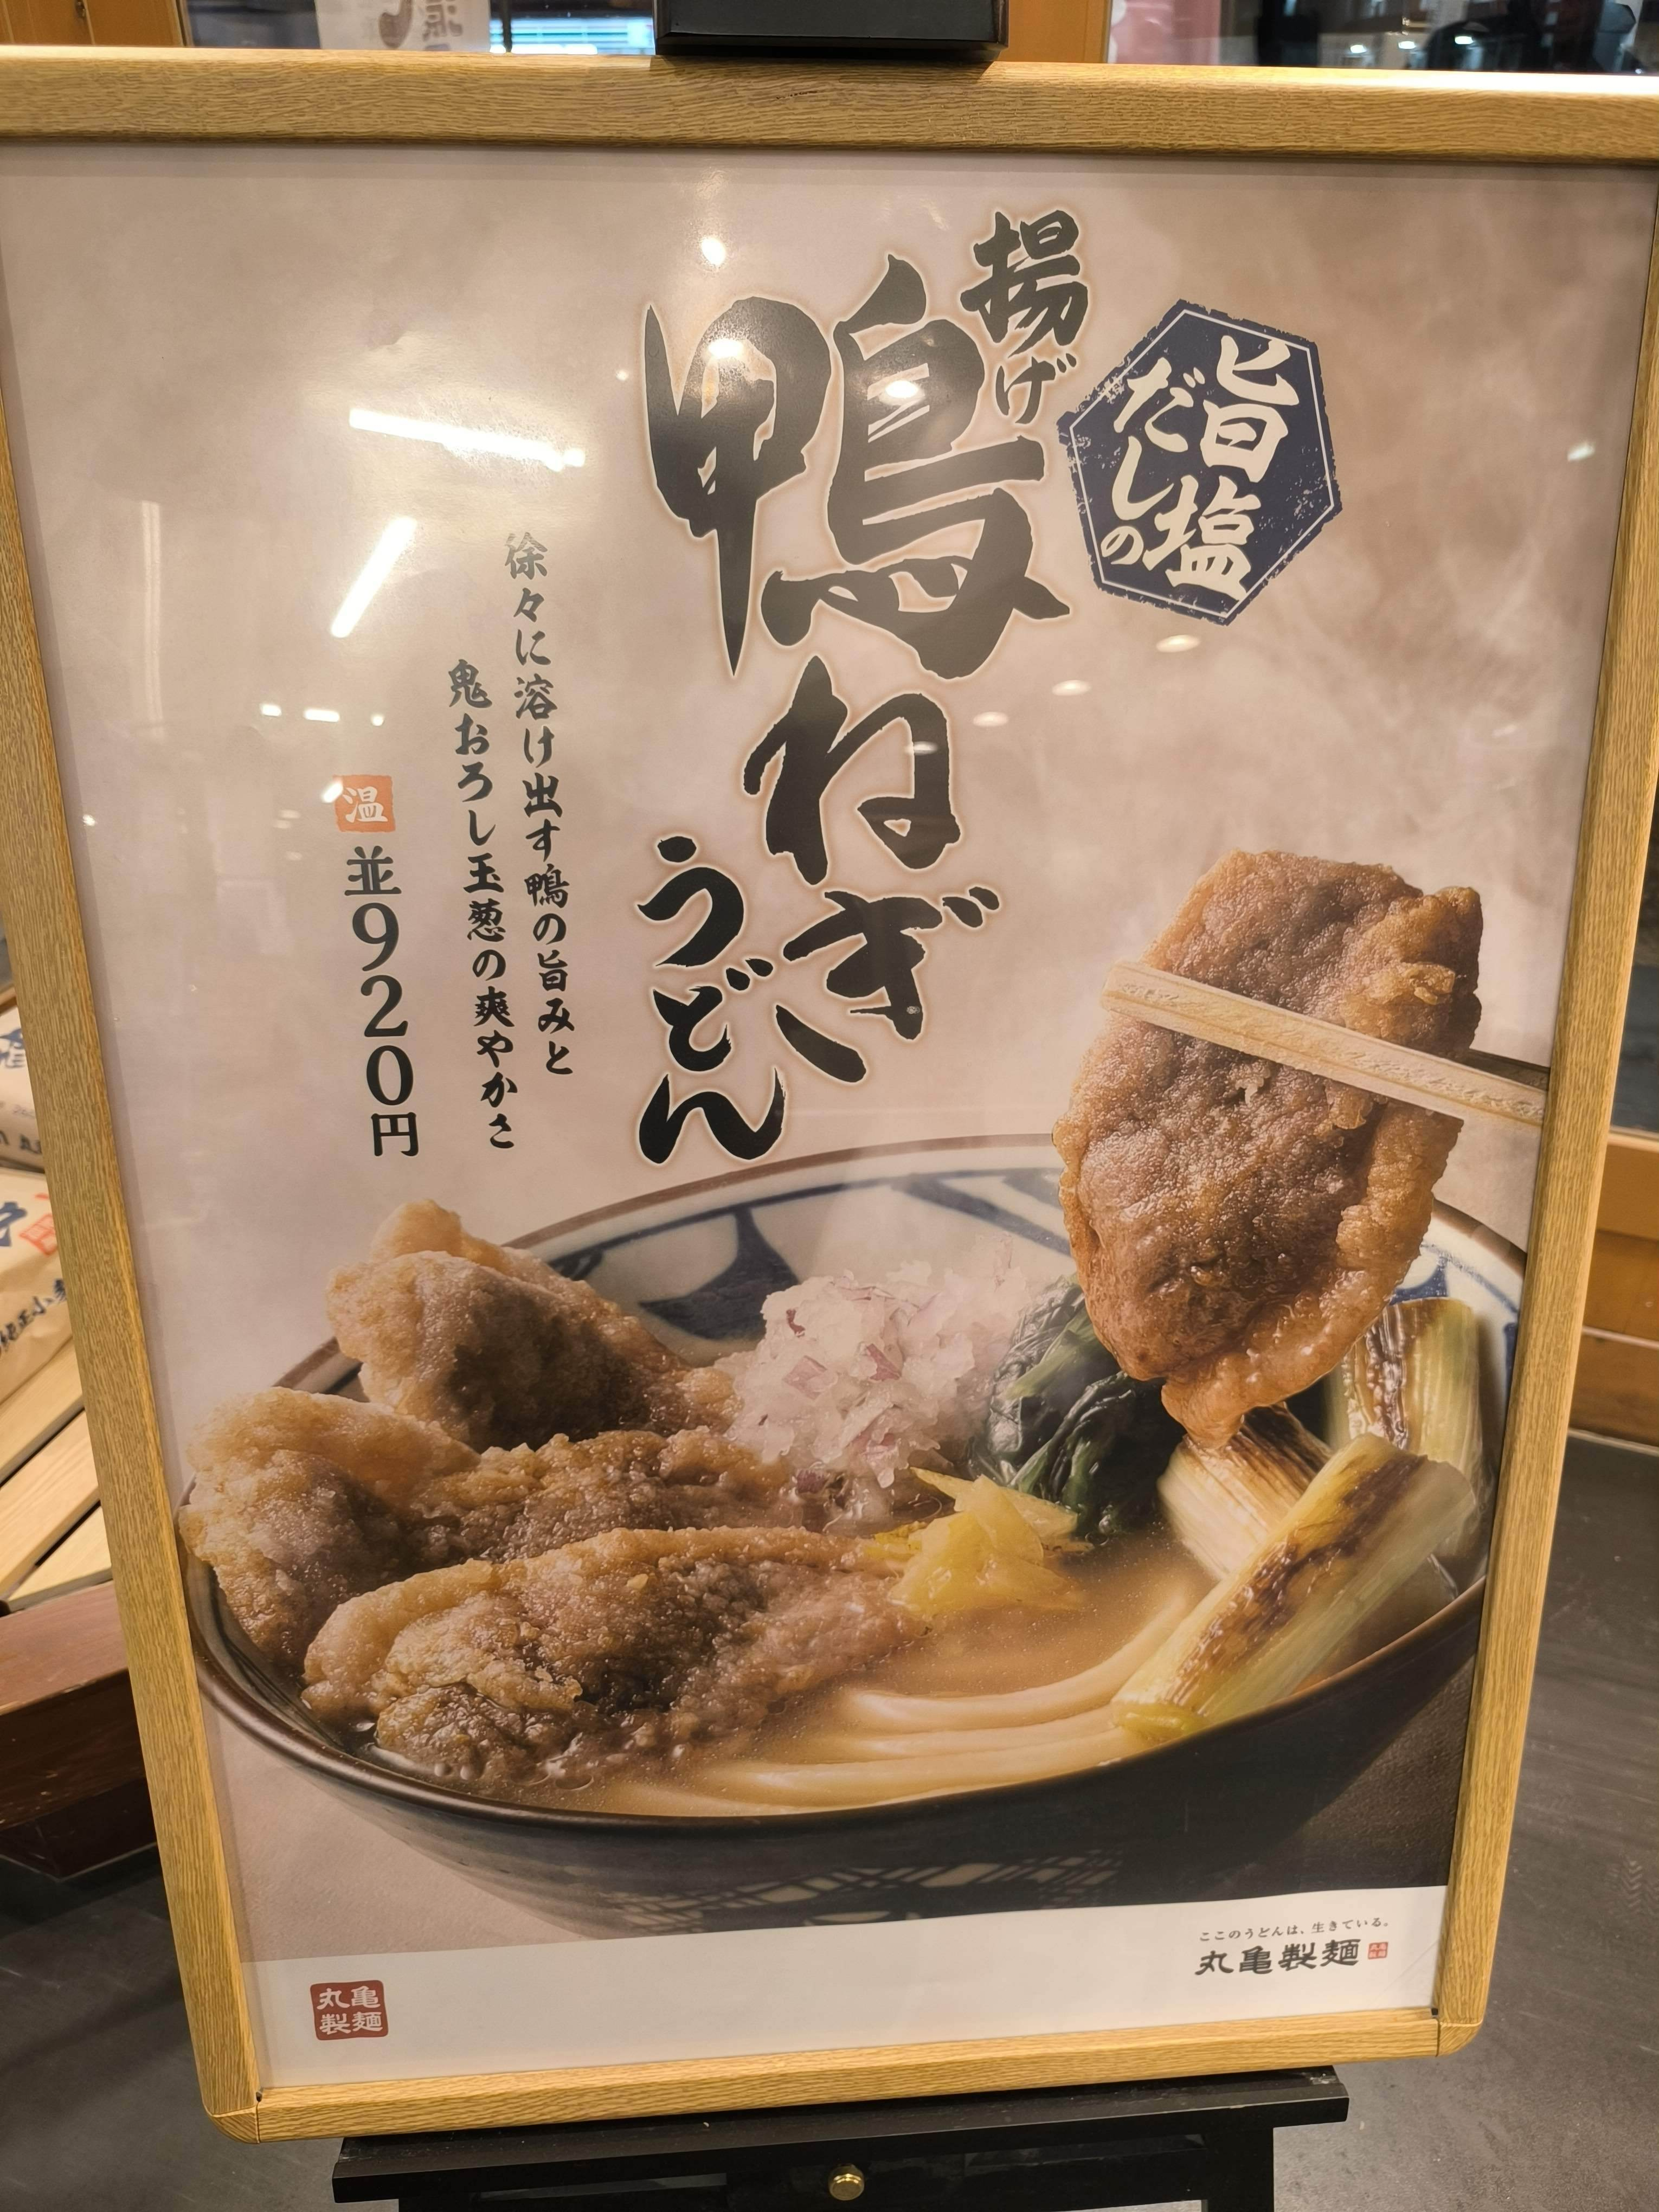 旨塩
だしの
揚げ
鴨ねぎ
うどん
徐々に溶け出す鴨の旨みと
鬼おろし玉葱の爽やかさ
温 並920円
ここのうどんは、生きている。
丸亀製麺
丸亀
製麺